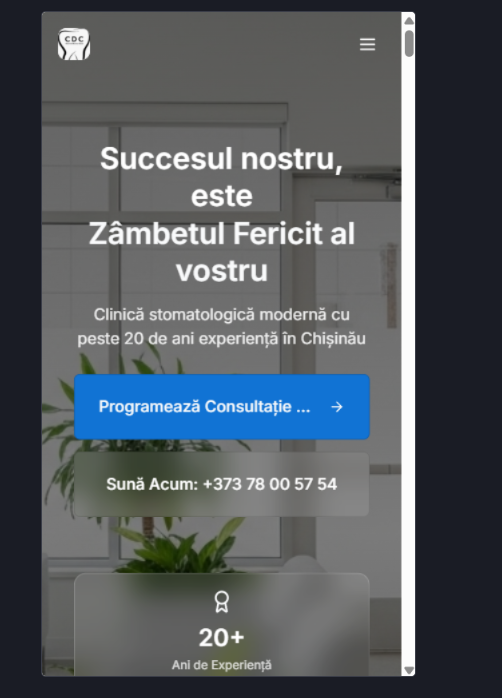 CDC
Succesul nostru,
este
Zâmbetul Fericit al
vostru
Clinică stomatologică modernă cu
peste 20 de ani experiență în Chișinău
Programează Consultație ... →
Sună Acum: +373 78 00 57 54
20+
Ani de Experiență